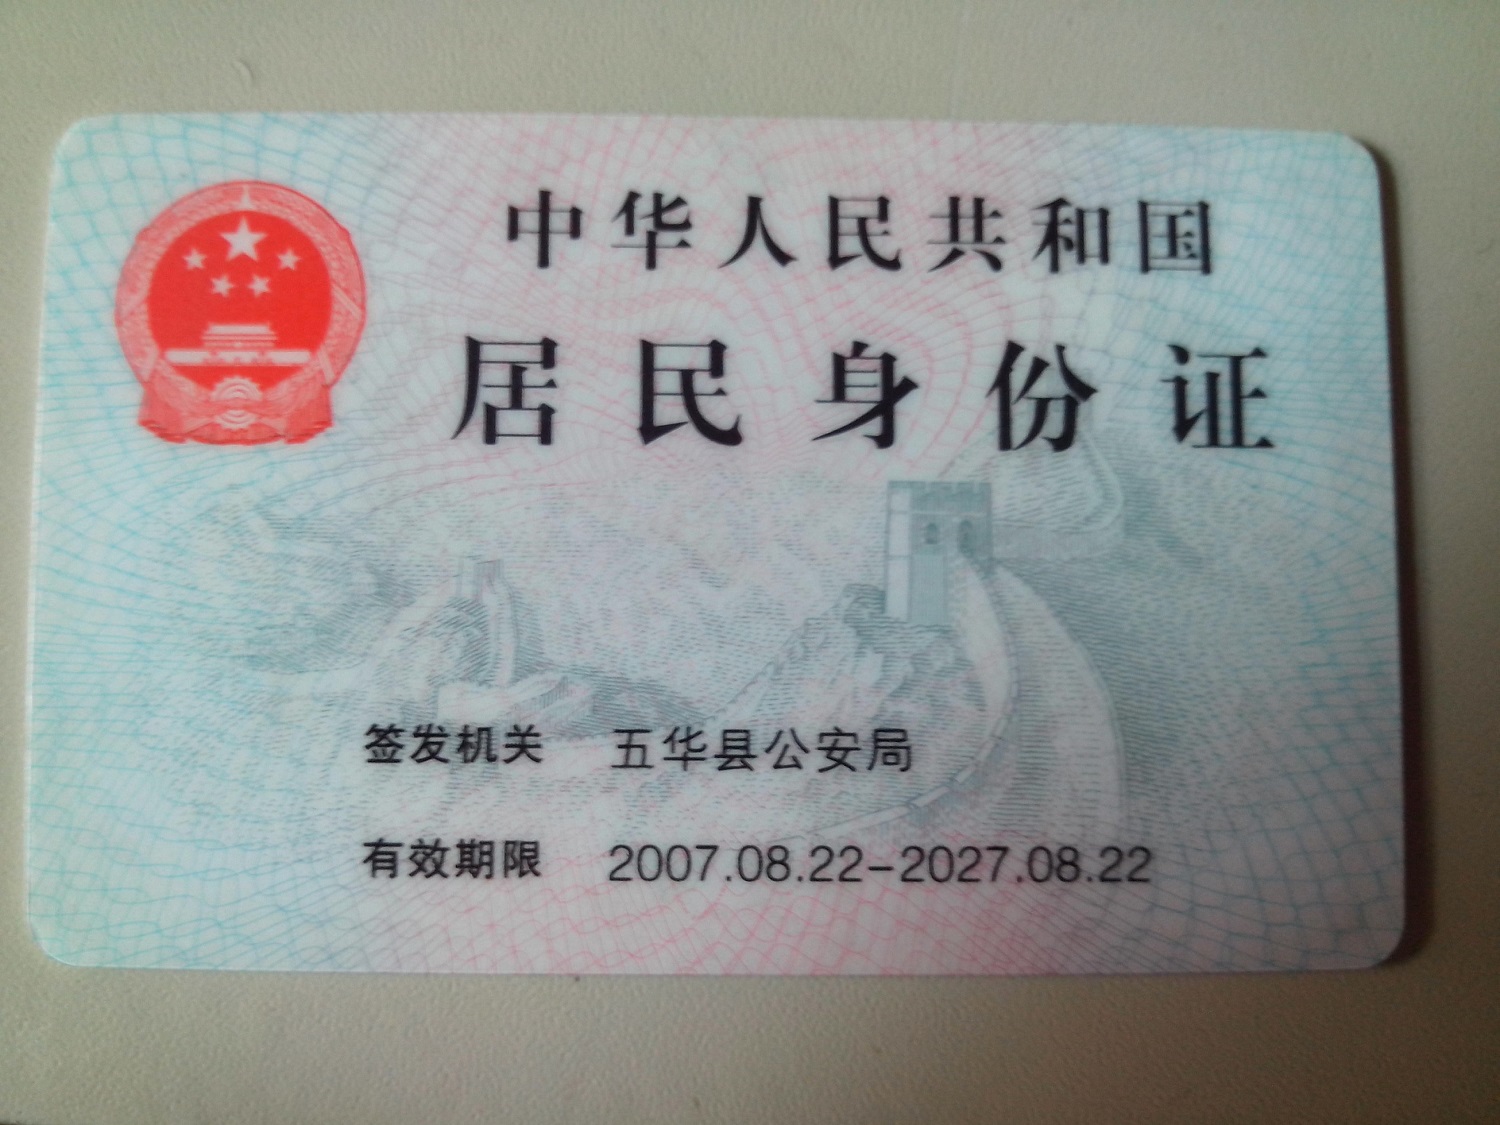 中华人民共和国
居民身份证
签发机关 五华县公安局
有效期限 2007.08.22-2027.08.22